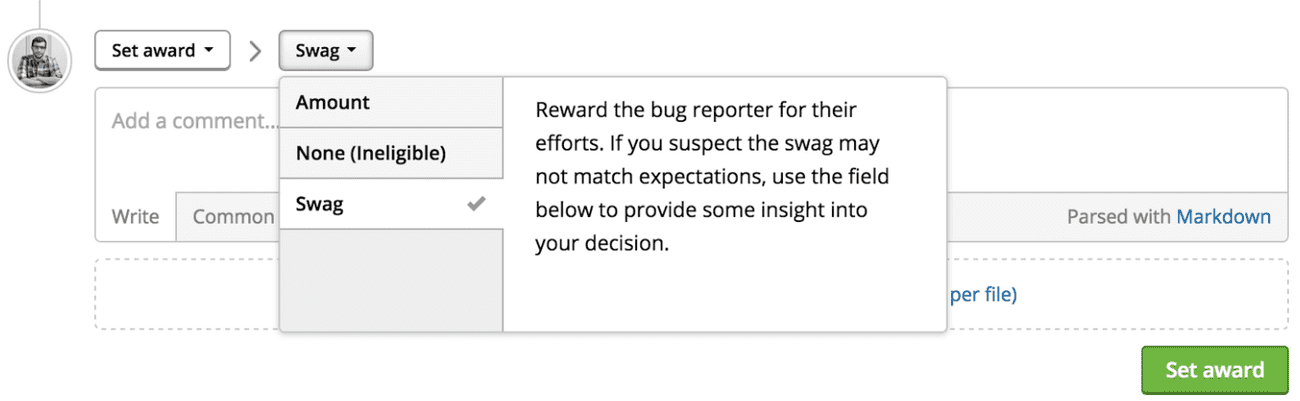 Set award
Swag
Amount
None (Ineligible)
Swag
Reward the bug reporter for their
efforts. If you suspect the swag may
not match expectations, use the field
below to provide some insight into
your decision.
Add a comment...
Write
Common
Parsed with Markdown
per file)
Set award